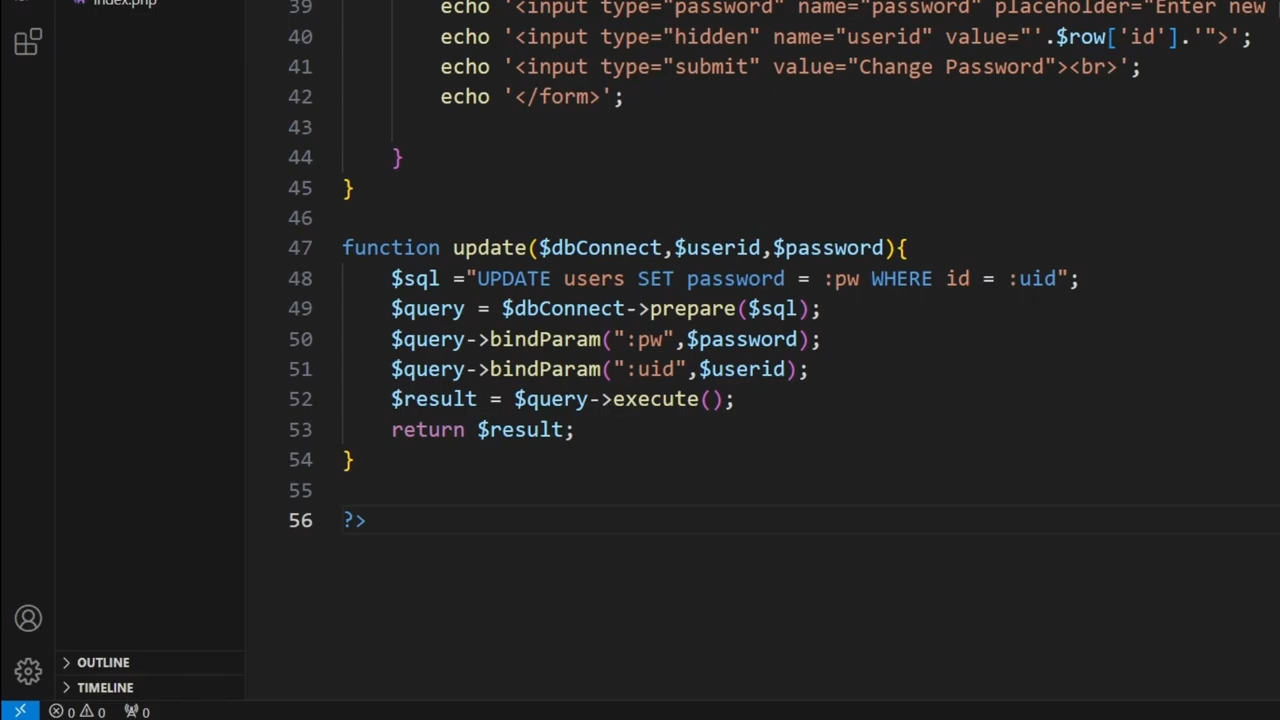 index.php
39 echo '<input type="password" name="password" placeholder="Enter new
40 echo '<input type="hidden" name="userid" value="'.$row['id'].'">';
41 echo '<input type="submit" value="Change Password"><br>';
42 echo '</form>';
43
44 }
45 }
46
47 function update($dbConnect,$userid,$password){
48 $sql ="UPDATE users SET password = :pw WHERE id = :uid";
49 $query = $dbConnect->prepare($sql);
50 $query->bindParam(":pw",$password);
51 $query->bindParam(":uid",$userid);
52 $result = $query->execute();
53 return $result;
54 }
55
56 ?>
OUTLINE
TIMELINE
0 0 0